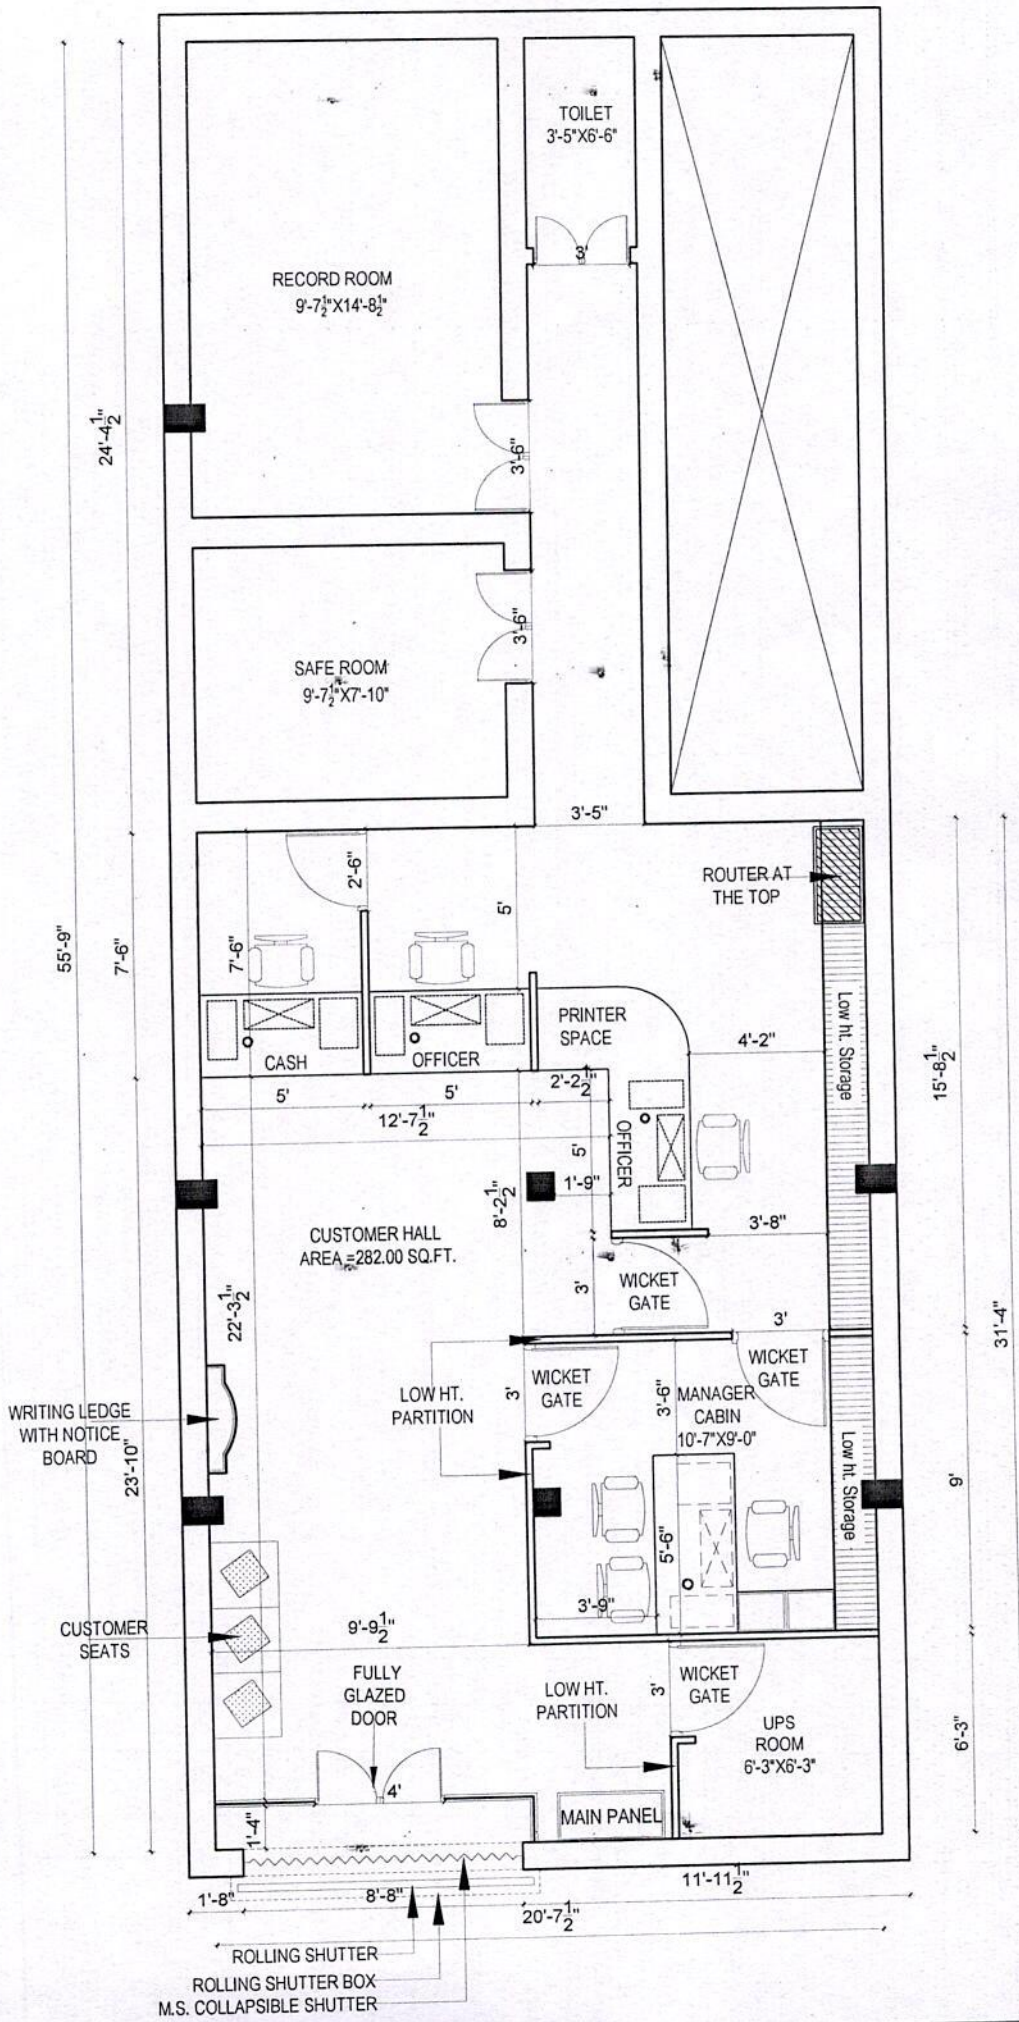 TOILET
3'-5"X6'-6"
3'
RECORD ROOM
9'-7½"X14'-8½"
24'-4½"
3'-6"
3'-6"
SAFE ROOM
9'-7½"X7'-10"
3'-5"
55'-9"
7'-6"
7'-6"
2'-6"
5'
ROUTER AT
THE TOP
CASH
OFFICER
PRINTER
SPACE
4'-2"
Low ht. Storage
15'-8½"
31'-4"
5'
5'
2'-2½"
12'-7½"
8'-2½"
5'
1'-9"
OFFICER
3'-8"
CUSTOMER HALL
AREA =282.00 SQ.FT.
22'-3½"
3'
WICKET
GATE
3'
WRITING LEDGE
WITH NOTICE
BOARD
23'-10"
LOW HT.
PARTITION
3'
WICKET
GATE
3'-6"
WICKET
GATE
MANAGER
CABIN
10'-7"X9'-0"
Low ht. Storage
9'
5'-6"
3'-9"
CUSTOMER
SEATS
9'-9½"
FULLY
GLAZED
DOOR
LOW HT.
PARTITION
3'
WICKET
GATE
UPS
ROOM
6'-3"X6'-3"
6'-3"
4'
MAIN PANEL
1'-4"
1'-8"
8'-8"
11'-11½"
20'-7½"
ROLLING SHUTTER
ROLLING SHUTTER BOX
M.S. COLLAPSIBLE SHUTTER